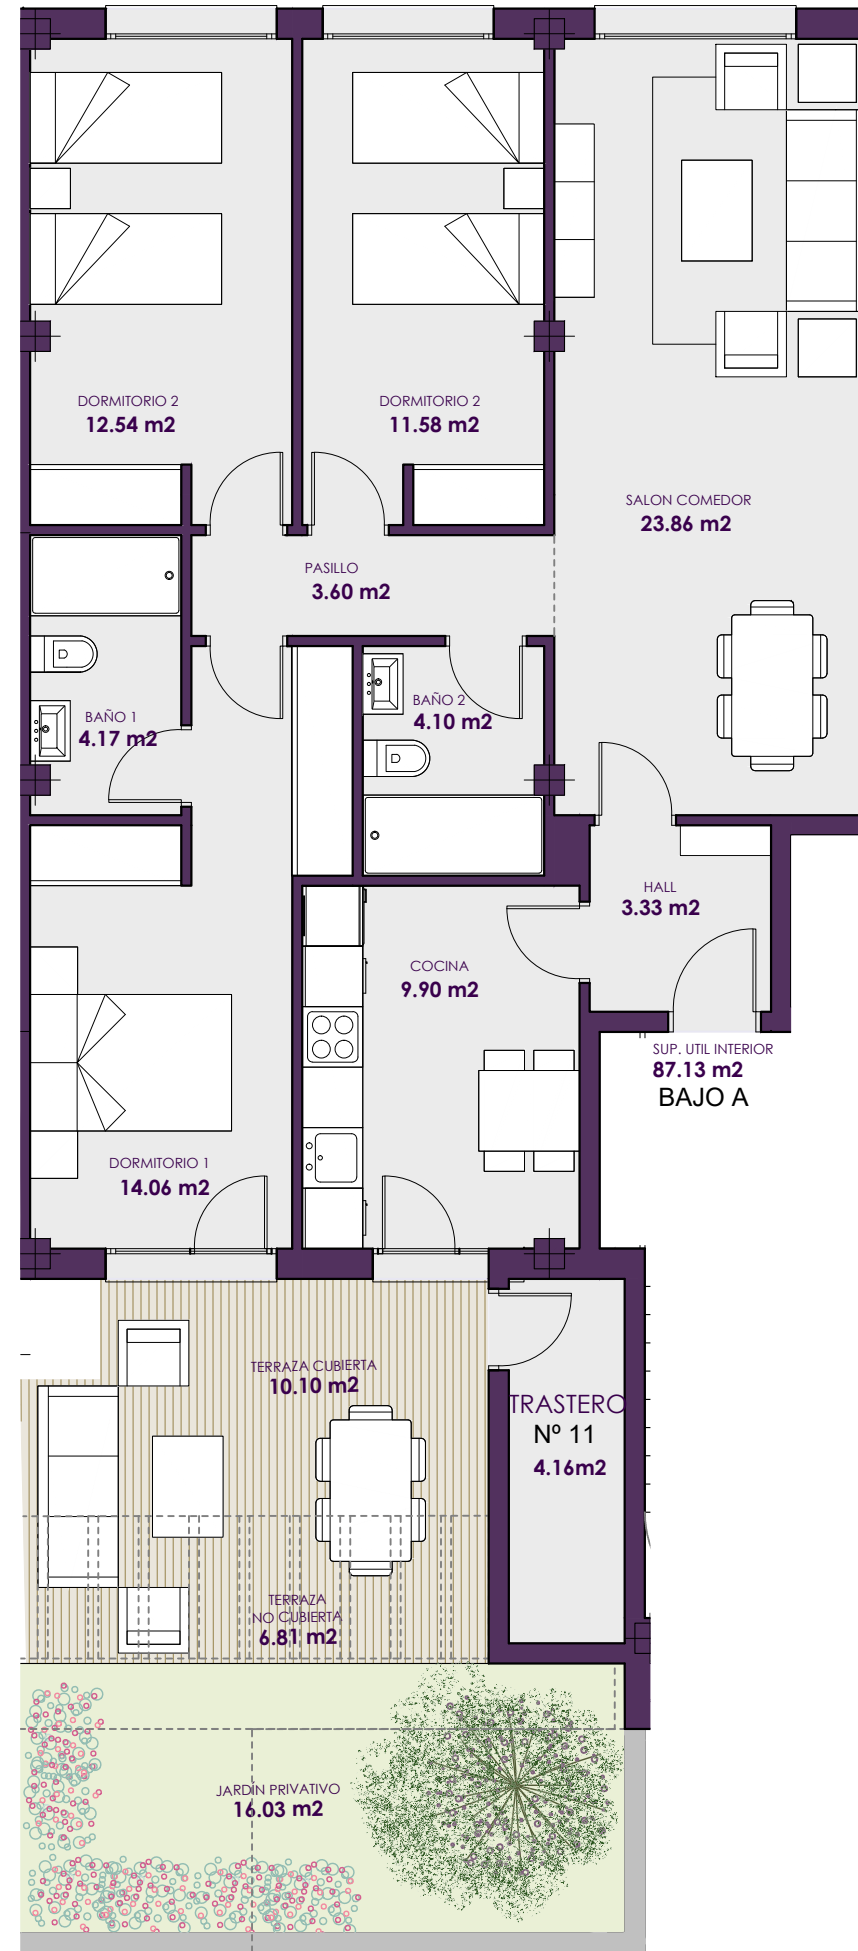 DORMITORIO 2
12.54 m2
DORMITORIO 2
11.58 m2
SALON COMEDOR
23.86 m2
PASILLO
3.60 m2
BAÑO 1
4.17 m2
BAÑO 2
4.10 m2
HALL
3.33 m2
COCINA
9.90 m2
SUP. UTIL INTERIOR
87.13 m2
BAJO A
DORMITORIO 1
14.06 m2
TERRAZA CUBIERTA
10.10 m2
TRASTERO
Nº 11
4.16m2
TERRAZA
NO CUBIERTA
6.81 m2
JARDIN PRIVATIVO
16.03 m2